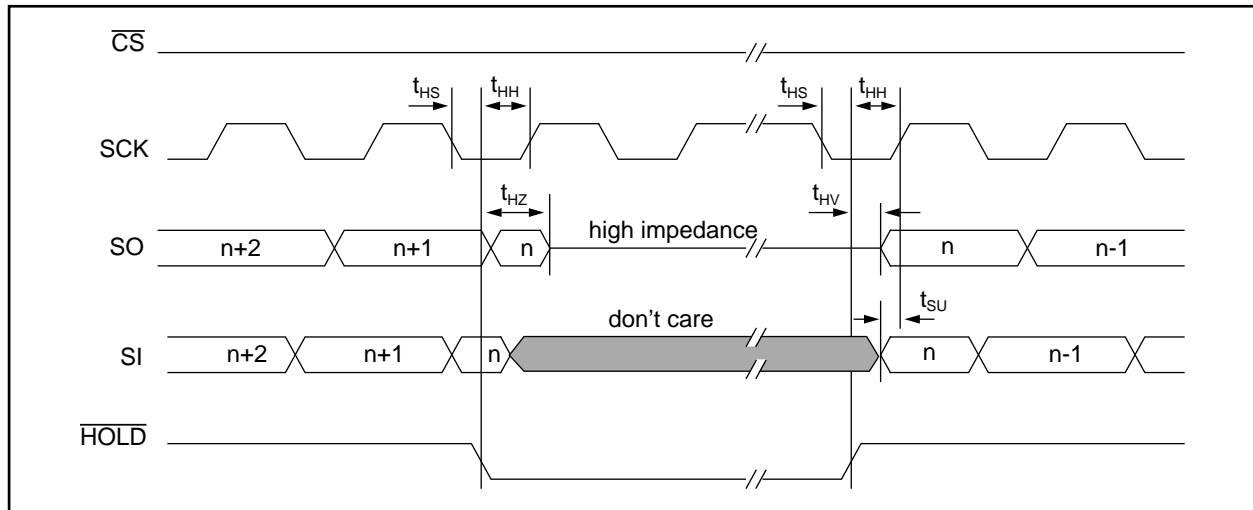 CS
tHS tHH tHS tHH
SCK
tHZ tHV
high impedance
SO n+2 n+1 n n n-1
tSU
don't care
SI n+2 n+1 n n n-1
HOLD